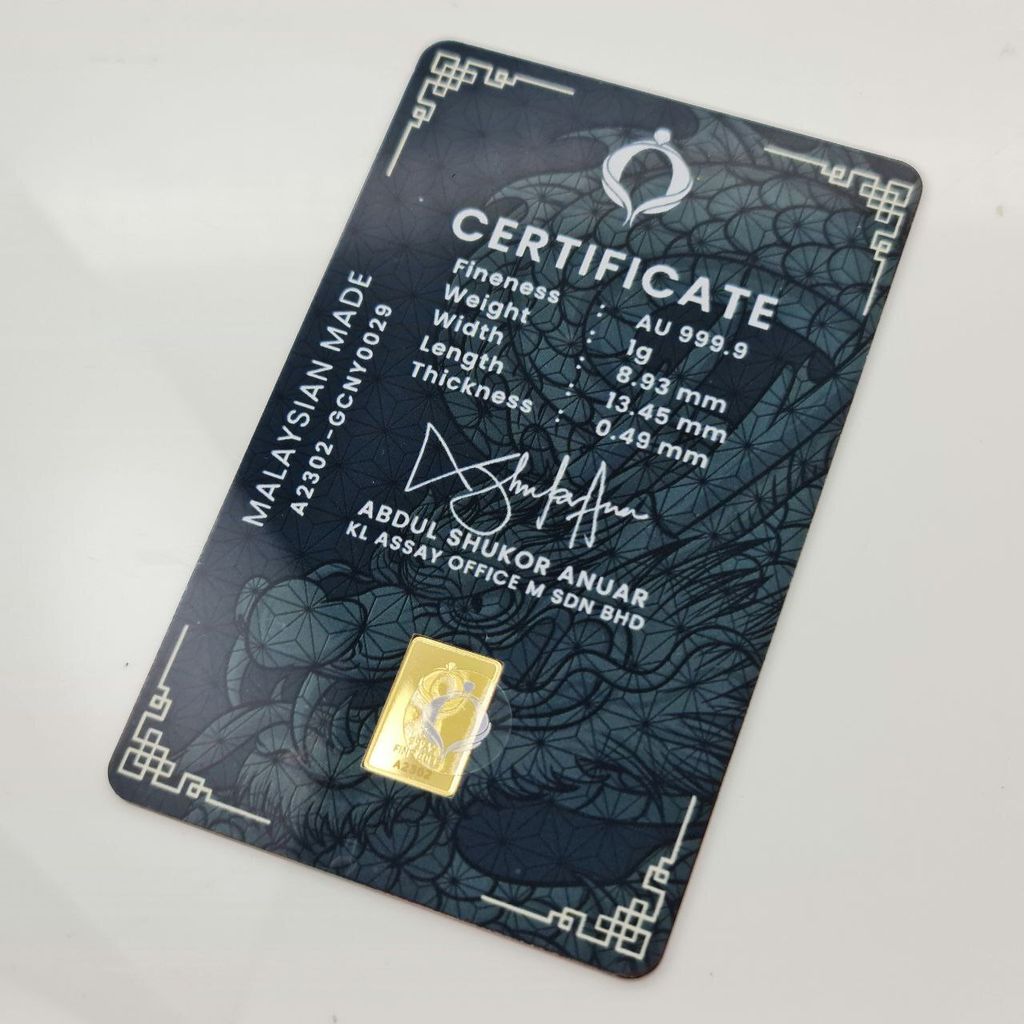 CERTIFICATE
Fineness : AU 999.9
Weight : 1g
Width : 8.93 mm
Length : 13.45 mm
Thickness : 0.49 mm
ABDUL SHUKOR ANUAR
KL ASSAY OFFICE M SDN BHD
MALAYSIAN MADE
A2302-GCNY0029
A2302